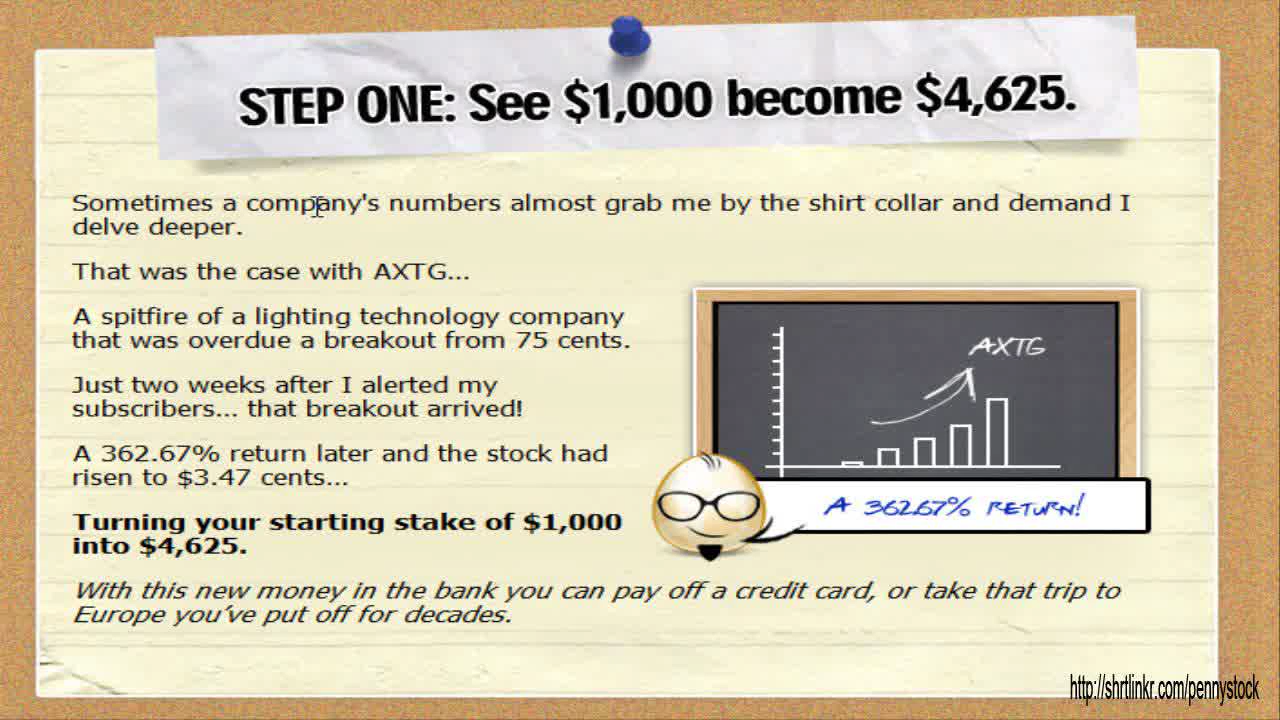 STEP ONE: See $1,000 become $4,625.
Sometimes a company's numbers almost grab me by the shirt collar and demand I
delve deeper.
That was the case with AXTG...
A spitfire of a lighting technology company
that was overdue a breakout from 75 cents.
Just two weeks after I alerted my
subscribers... that breakout arrived!
A 362.67% return later and the stock had
risen to $3.47 cents...
Turning your starting stake of $1,000
into $4,625.
AXTG
A 362.67% RETURN!
With this new money in the bank you can pay off a credit card, or take that trip to
Europe you've put off for decades.
http://shrtlinkr.com/pennystock